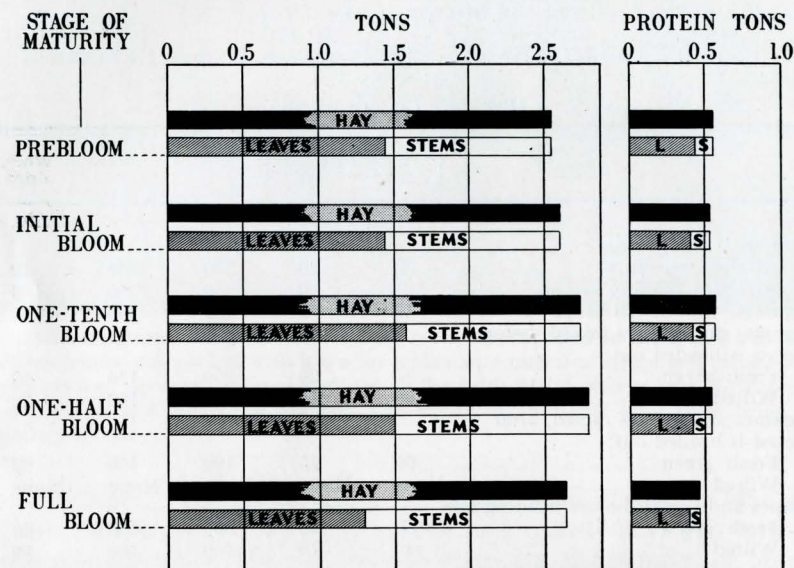 STAGE OF MATURITY
TONS
PROTEIN TONS
0 0.5 1.0 1.5 2.0 2.5
0 0.5 1.0
HAY
PREBLOOM
LEAVES STEMS
L S
HAY
INITIAL BLOOM
LEAVES STEMS
L S
HAY
ONE-TENTH BLOOM
LEAVES STEMS
L S
HAY
ONE-HALF BLOOM
LEAVES STEMS
L S
HAY
FULL BLOOM
LEAVES STEMS
L S